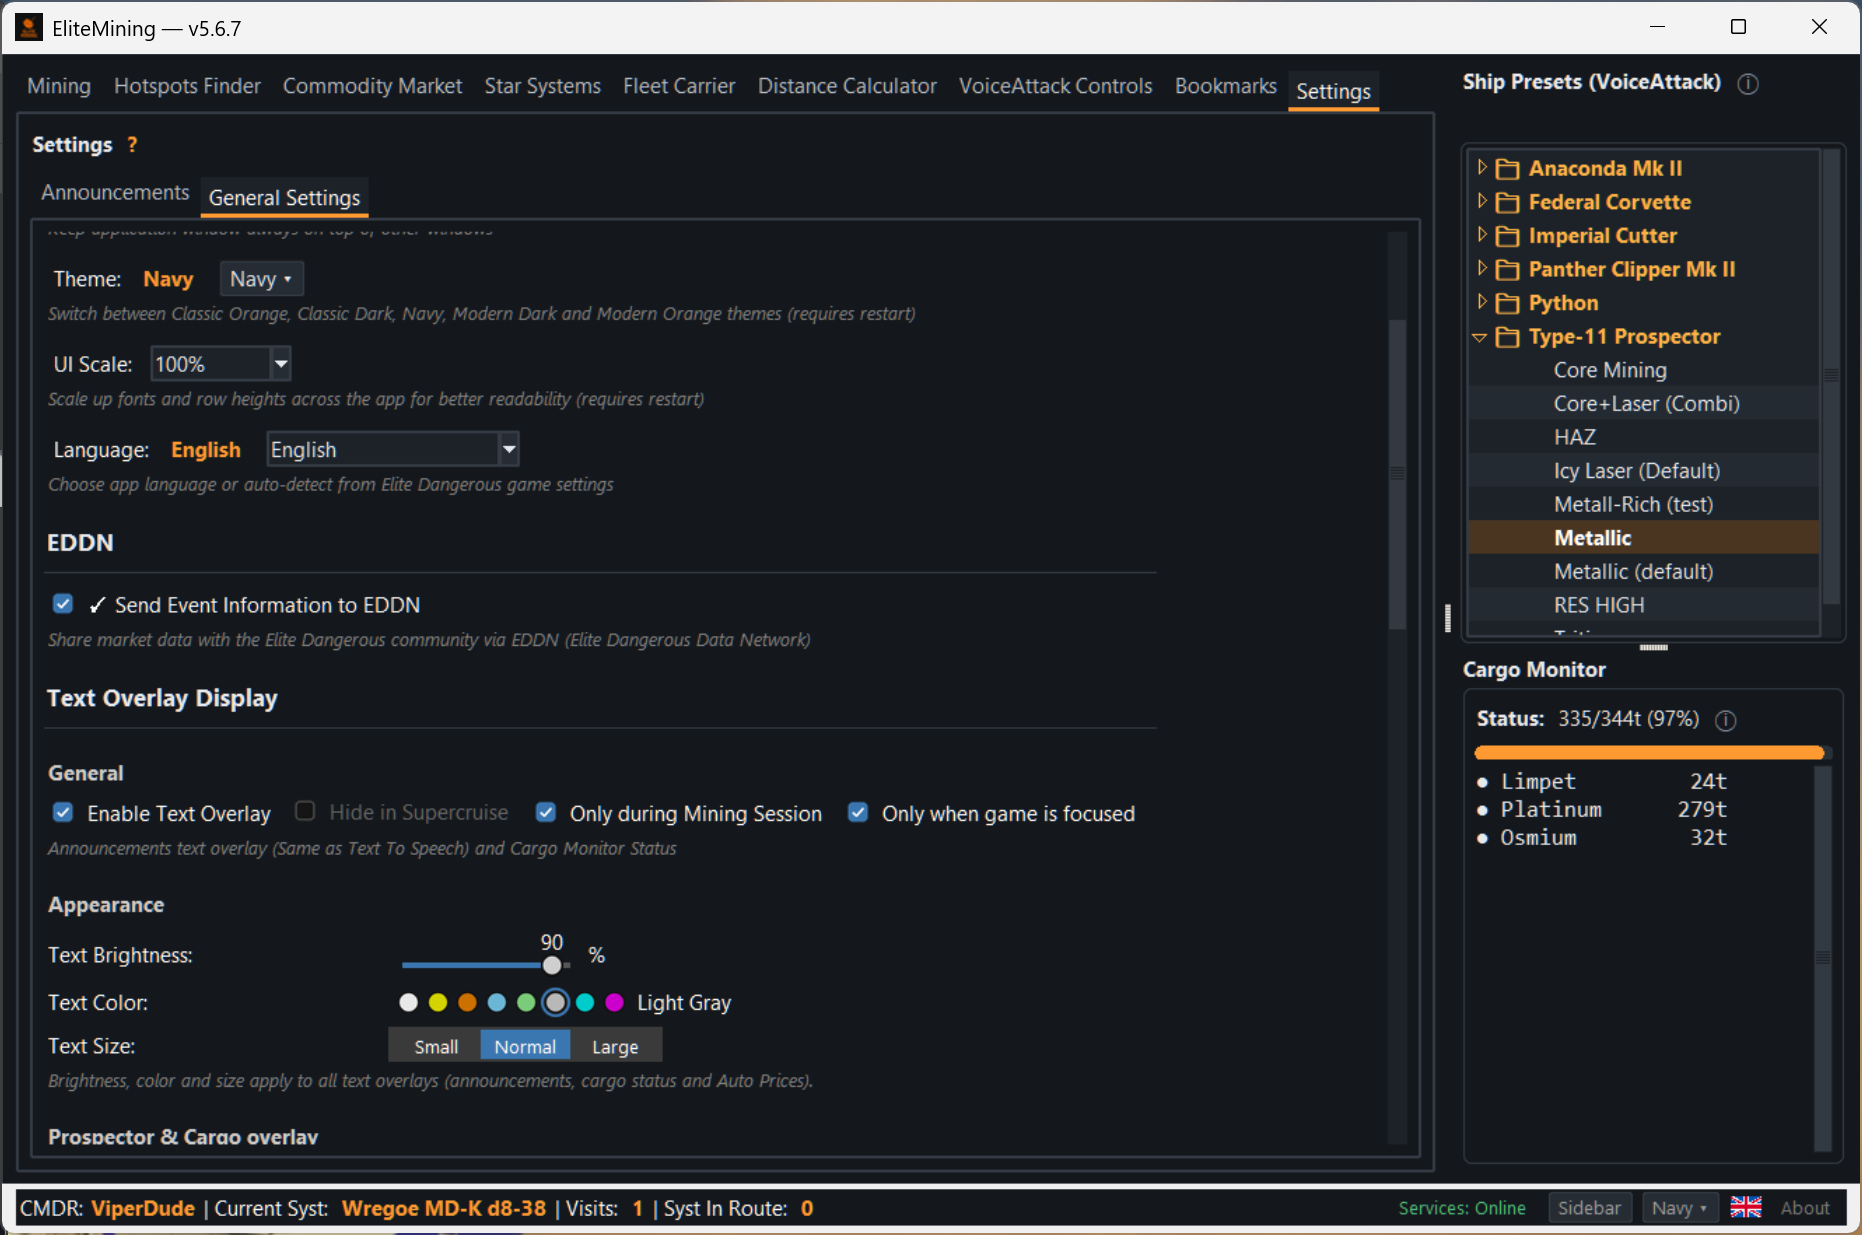 EliteMining — v5.6.7
Mining Hotspots Finder Commodity Market Star Systems Fleet Carrier Distance Calculator VoiceAttack Controls Bookmarks Settings
Settings ?
Announcements General Settings
Keep application window always on top of other windows
Theme: Navy Navy
Switch between Classic Orange, Classic Dark, Navy, Modern Dark and Modern Orange themes (requires restart)
UI Scale: 100%
Scale up fonts and row heights across the app for better readability (requires restart)
Language: English English
Choose app language or auto-detect from Elite Dangerous game settings
EDDN
✓ Send Event Information to EDDN
Share market data with the Elite Dangerous community via EDDN (Elite Dangerous Data Network)
Text Overlay Display
General
Enable Text Overlay Hide in Supercruise Only during Mining Session Only when game is focused
Announcements text overlay (Same as Text To Speech) and Cargo Monitor Status
Appearance
Text Brightness: 90 %
Text Color: Light Gray
Text Size: Small Normal Large
Brightness, color and size apply to all text overlays (announcements, cargo status and Auto Prices).
Prospector & Cargo overlay
Ship Presets (VoiceAttack)
Anaconda Mk II
Federal Corvette
Imperial Cutter
Panther Clipper Mk II
Python
Type-11 Prospector
Core Mining
Core+Laser (Combi)
HAZ
Icy Laser (Default)
Metall-Rich (test)
Metallic
Metallic (default)
RES HIGH
Cargo Monitor
Status: 335/344t (97%)
Limpet 24t
Platinum 279t
Osmium 32t
CMDR: ViperDude | Current Syst: Wregoe MD-K d8-38 | Visits: 1 | Syst In Route: 0
Services: Online Sidebar Navy About